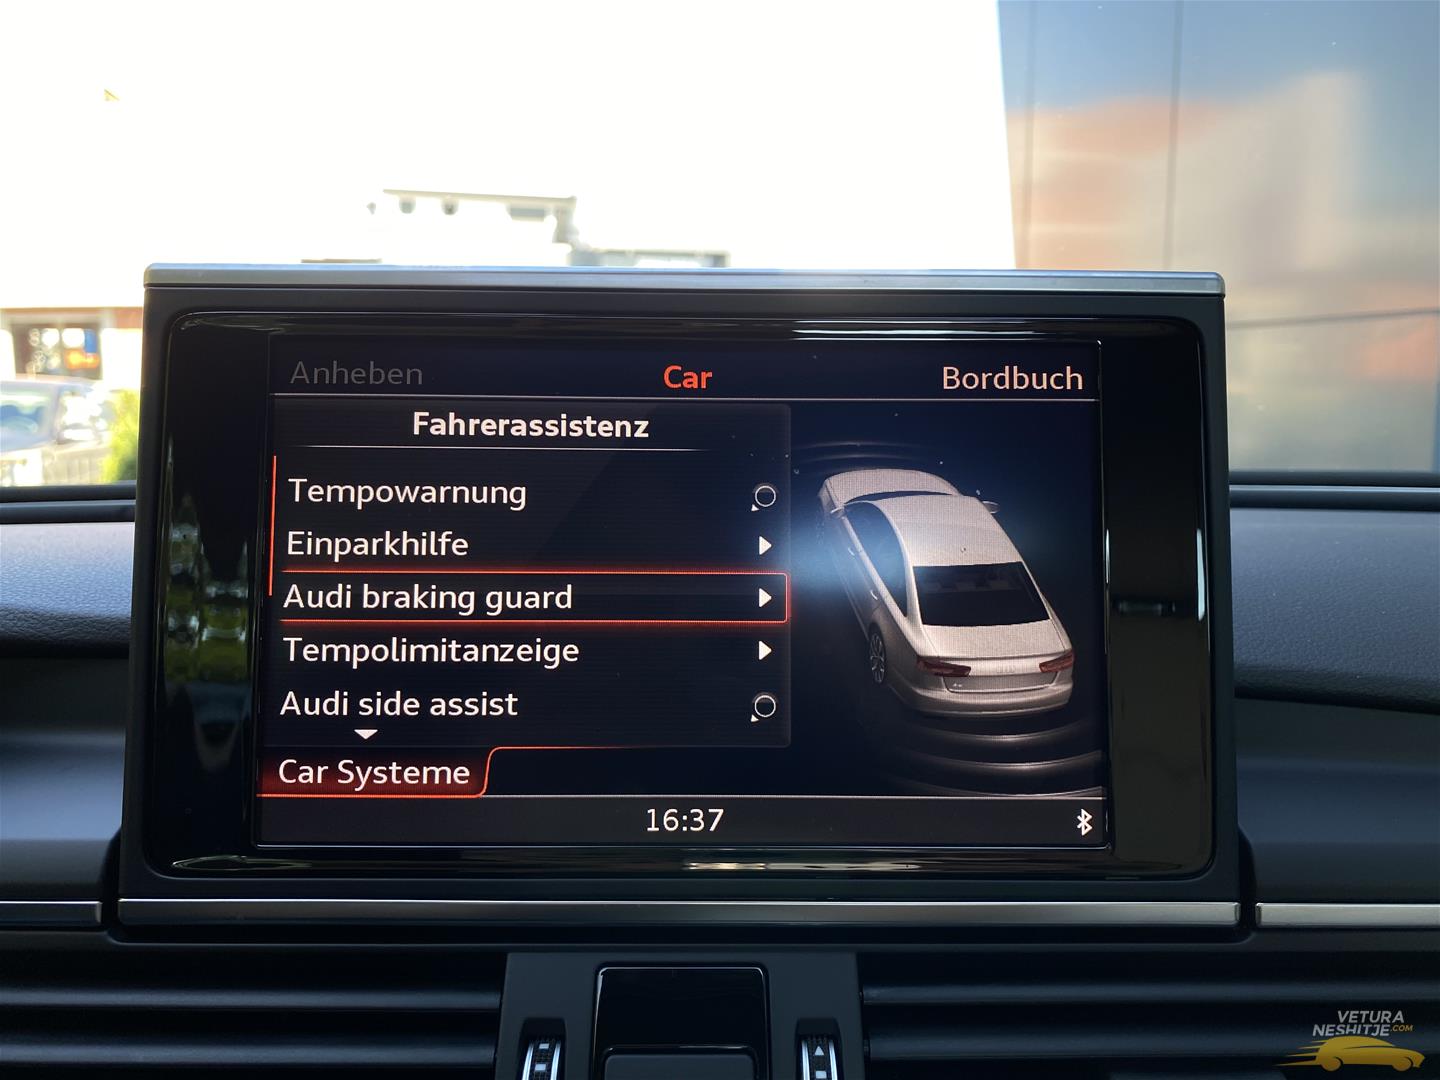 Anheben Car Bordbuch
Fahrerassistenz
Tempowarnung
Einparkhilfe
Audi braking guard
Tempolimitanzeige
Audi side assist
Car Systeme
16:37
VETURA
NESHITJE.COM